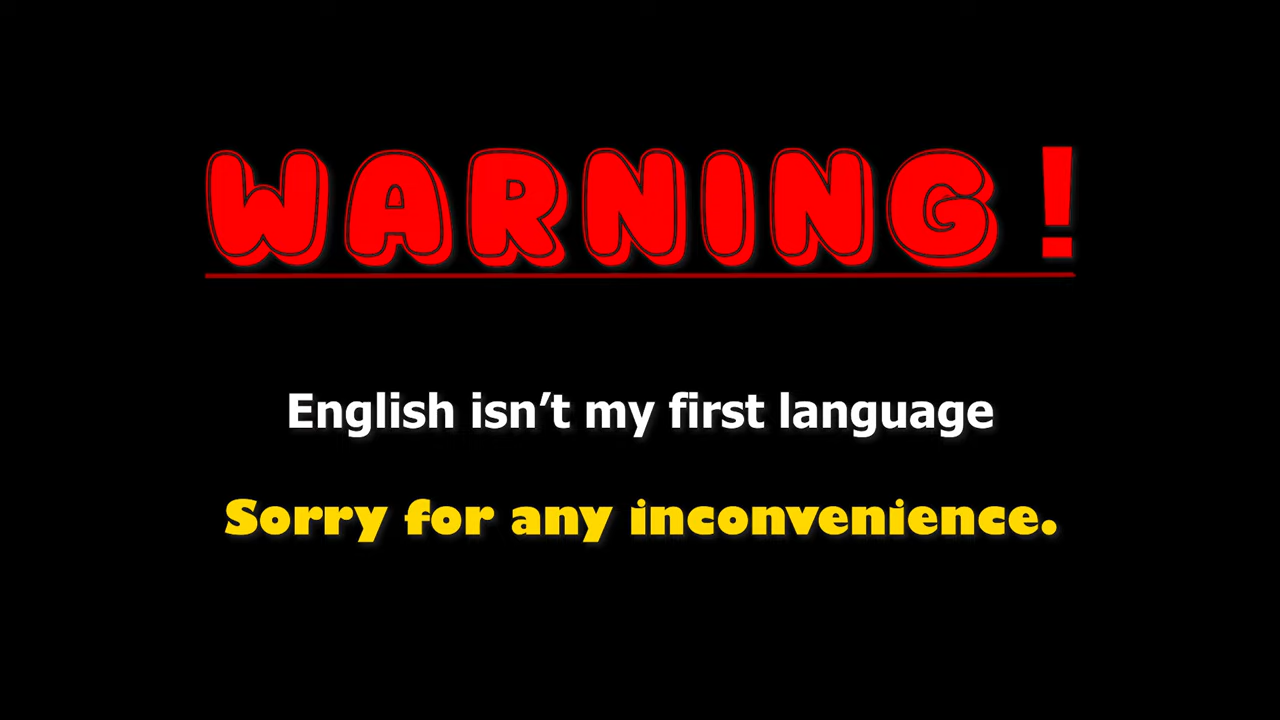 WARNING !
English isn’t my first language
Sorry for any inconvenience.